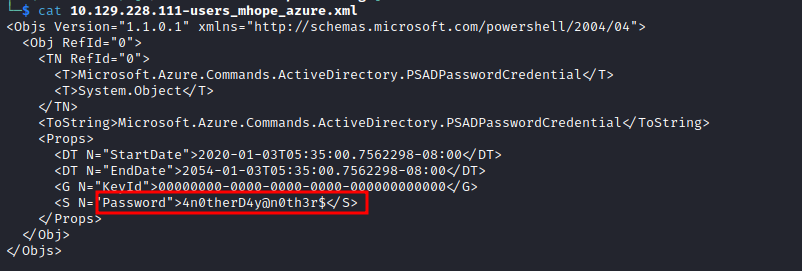 └─$ cat 10.129.228.111-users_mhope_azure.xml
<Objs Version="1.1.0.1" xmlns="http://schemas.microsoft.com/powershell/2004/04">
<Obj RefId="0">
<TN RefId="0">
<T>Microsoft.Azure.Commands.ActiveDirectory.PSADPasswordCredential</T>
<T>System.Object</T>
</TN>
<ToString>Microsoft.Azure.Commands.ActiveDirectory.PSADPasswordCredential</ToString>
<Props>
<DT N="StartDate">2020-01-03T05:35:00.7562298-08:00</DT>
<DT N="EndDate">2054-01-03T05:35:00.7562298-08:00</DT>
<G N="KeyId">00000000-0000-0000-0000-000000000000</G>
<S N="Password">4n0therD4y@n0th3r$</S>
</Props>
</Obj>
</Objs>